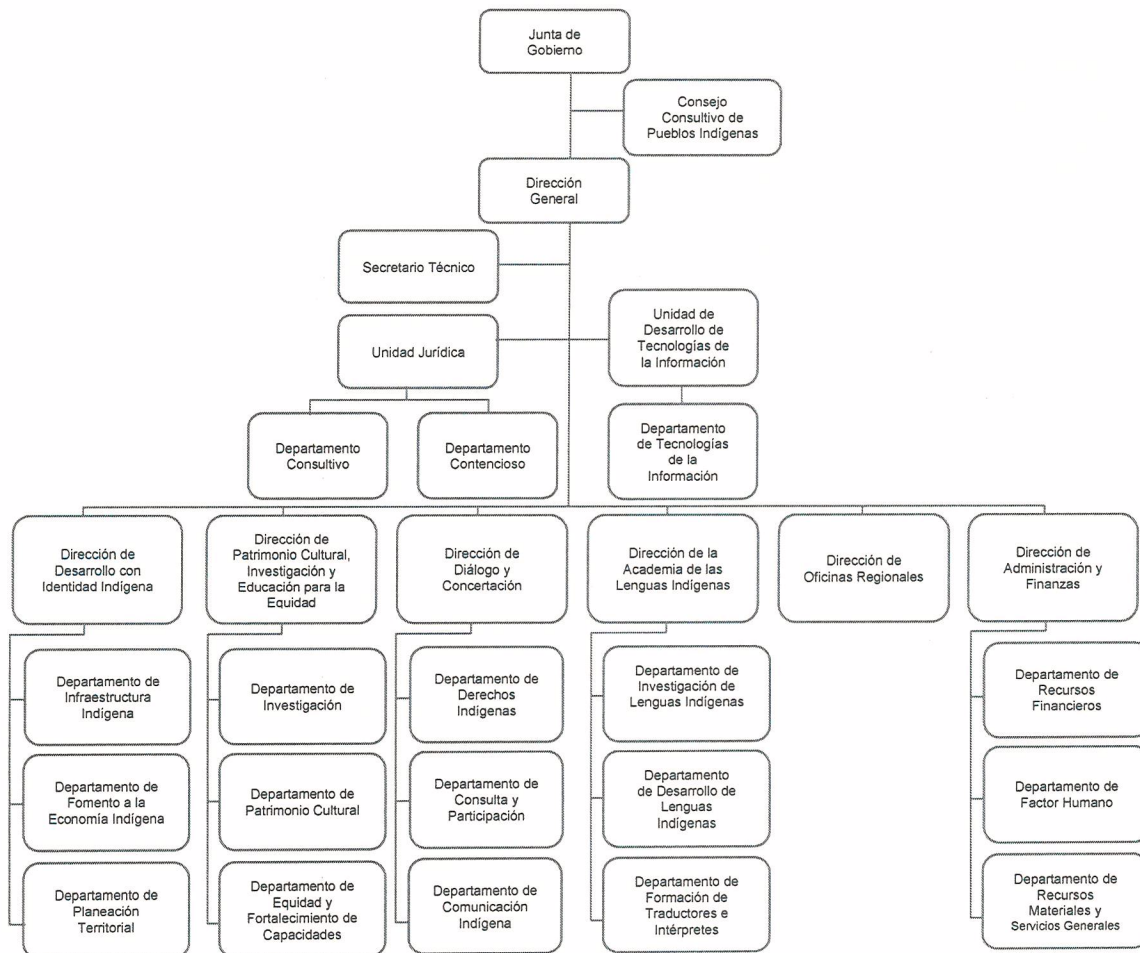 Junta de
Gobierno
Consejo
Consultivo de
Pueblos Indígenas
Dirección
General
Secretario Técnico
Unidad Jurídica
Unidad de
Desarrollo de
Tecnologías de
la Información
Departamento
Consultivo
Departamento
Contencioso
Departamento
de Tecnologías
de la
Información
Dirección de
Desarrollo con
Identidad Indígena
Dirección de
Patrimonio Cultural,
Investigación y
Educación para la
Equidad
Dirección de
Diálogo y
Concertación
Dirección de la
Academia de las
Lenguas Indígenas
Dirección de
Oficinas Regionales
Dirección de
Administración y
Finanzas
Departamento de
Infraestructura
Indígena
Departamento de
Fomento a la
Economía Indígena
Departamento de
Planeación
Territorial
Departamento de
Investigación
Departamento de
Patrimonio Cultural
Departamento de
Equidad y
Fortalecimiento de
Capacidades
Departamento de
Derechos
Indígenas
Departamento de
Consulta y
Participación
Departamento de
Comunicación
Indígena
Departamento de
Investigación de
Lenguas Indígenas
Departamento
de Desarrollo de
Lenguas
Indígenas
Departamento de
Formación de
Traductores e
Intérpretes
Departamento de
Recursos
Financieros
Departamento de
Factor Humano
Departamento de
Recursos
Materiales y
Servicios Generales